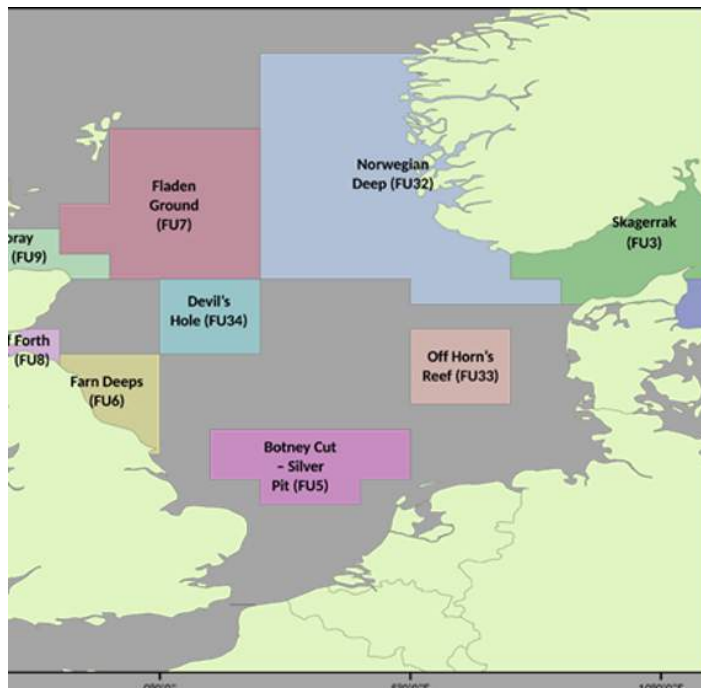 Norwegian
Deep (FU32)
Fladen
Ground
(FU7)
Skagerrak
(FU3)
oray
(FU9)
Devil's
Hole (FU34)
f Forth
(FU8)
Off Horn's
Reef (FU33)
Farn Deeps
(FU6)
Botney Cut
– Silver
Pit (FU5)